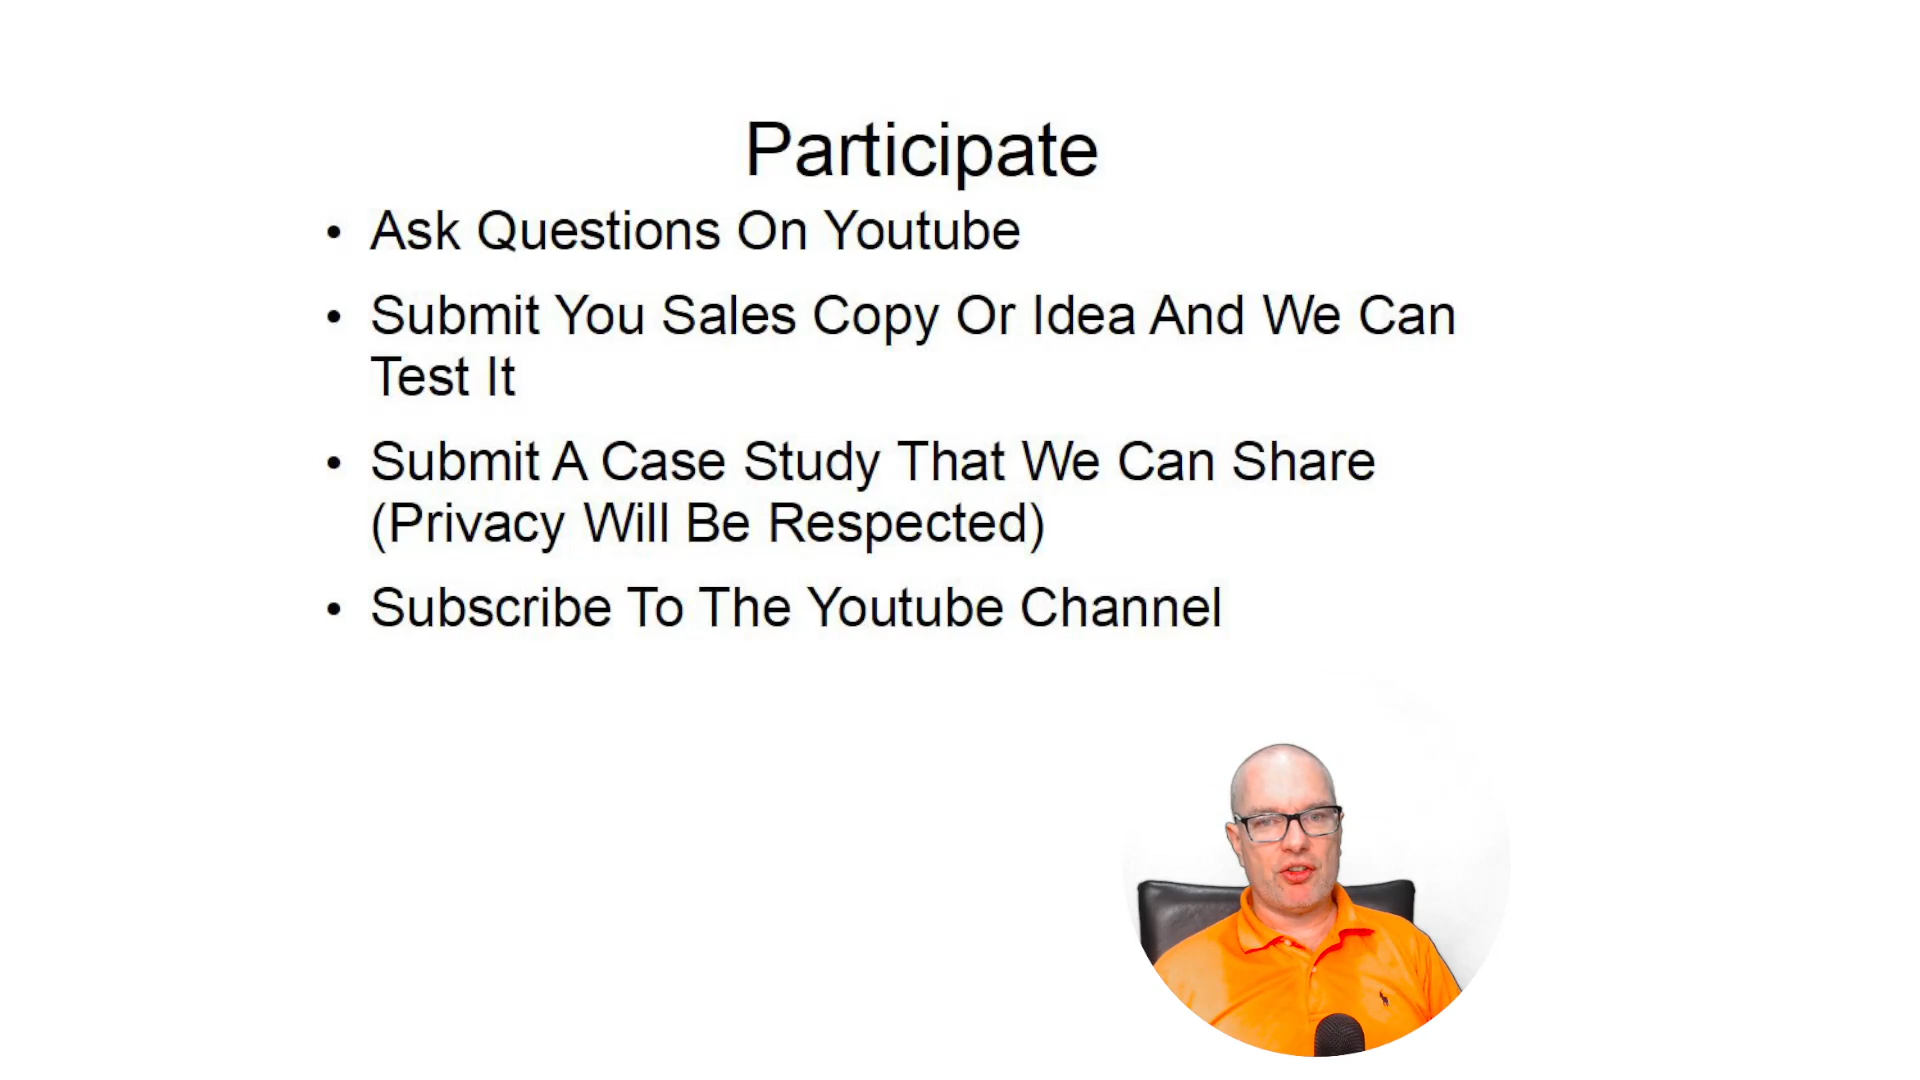 Participate
• Ask Questions On Youtube
• Submit You Sales Copy Or Idea And We Can
Test It
• Submit A Case Study That We Can Share
(Privacy Will Be Respected)
• Subscribe To The Youtube Channel